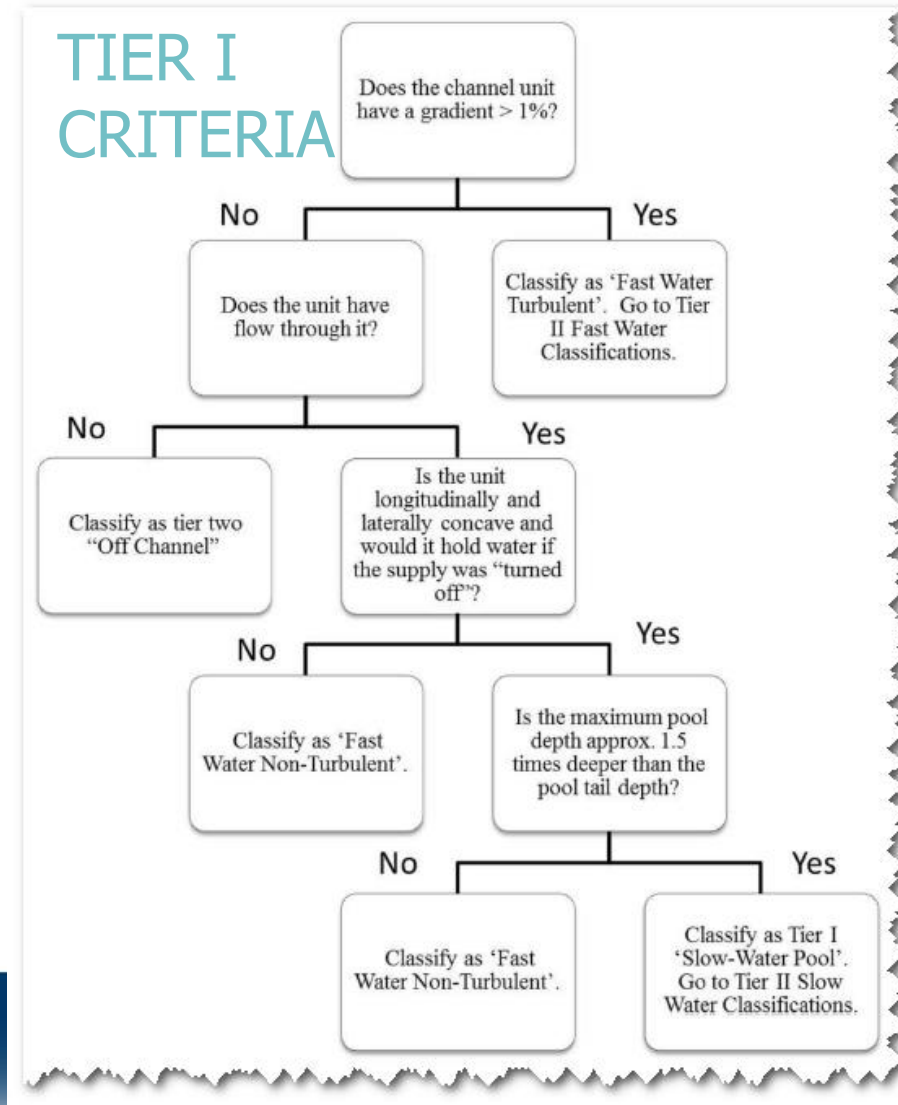 TIER I
CRITERIA
Does the channel unit
have a gradient > 1%?
No
Yes
Does the unit have
flow through it?
Classify as ‘Fast Water
Turbulent’. Go to Tier
II Fast Water
Classifications.
No
Yes
Classify as tier two
“Off Channel”
Is the unit
longitudinally and
laterally concave and
would it hold water if
the supply was “turned
off”?
No
Yes
Classify as ‘Fast
Water Non-Turbulent’.
Is the maximum pool
depth approx. 1.5
times deeper than the
pool tail depth?
No
Yes
Classify as ‘Fast
Water Non-Turbulent’.
Classify as Tier I
‘Slow-Water Pool’.
Go to Tier II Slow
Water Classifications.